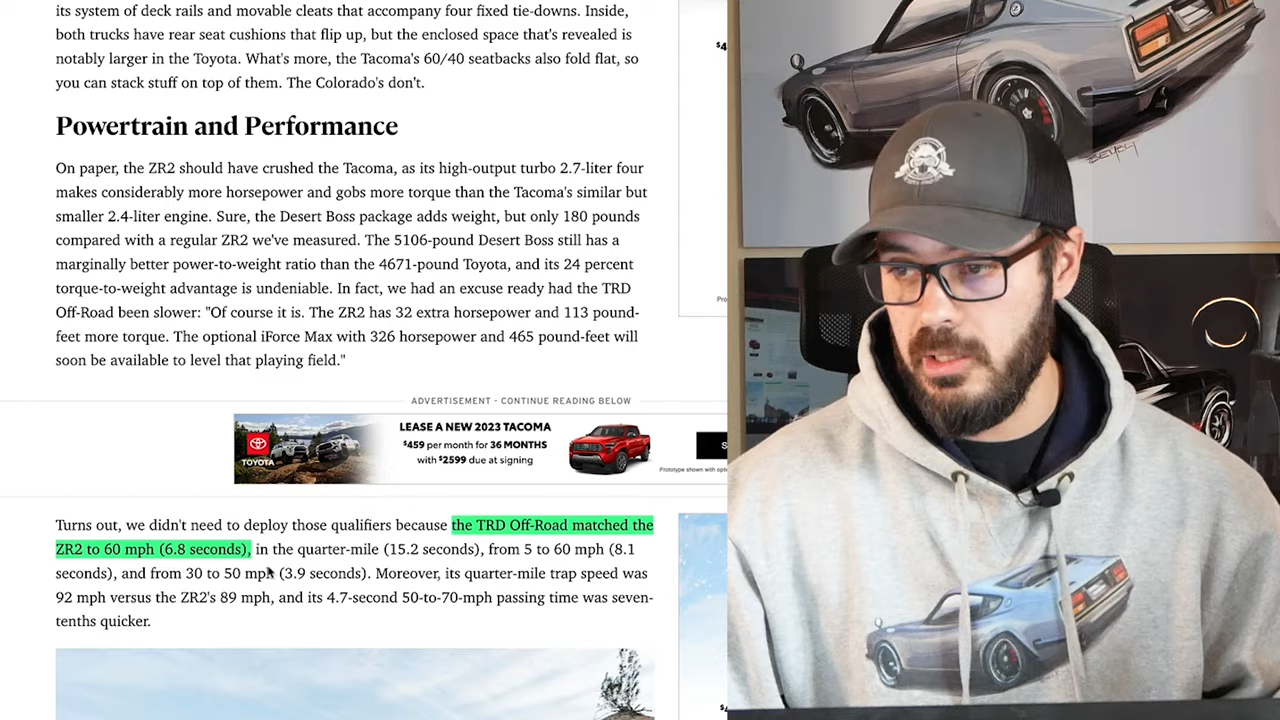 its system of deck rails and movable cleats that accompany four fixed tie-downs. Inside,
both trucks have rear seat cushions that flip up, but the enclosed space that's revealed is
notably larger in the Toyota. What's more, the Tacoma's 60/40 seatbacks also fold flat, so
you can stack stuff on top of them. The Colorado's don't.
Powertrain and Performance
On paper, the ZR2 should have crushed the Tacoma, as its high-output turbo 2.7-liter four
makes considerably more horsepower and gobs more torque than the Tacoma's similar but
smaller 2.4-liter engine. Sure, the Desert Boss package adds weight, but only 180 pounds
compared with a regular ZR2 we've measured. The 5106-pound Desert Boss still has a
marginally better power-to-weight ratio than the 4671-pound Toyota, and its 24 percent
torque-to-weight advantage is undeniable. In fact, we had an excuse ready had the TRD
Off-Road been slower: "Of course it is. The ZR2 has 32 extra horsepower and 113 pound-
feet more torque. The optional iForce Max with 326 horsepower and 465 pound-feet will
soon be available to level that playing field."
ADVERTISEMENT - CONTINUE READING BELOW
TOYOTA
LEASE A NEW 2023 TACOMA
$459 per month for 36 MONTHS
with $2599 due at signing
Prototype shown with opt
Turns out, we didn't need to deploy those qualifiers because the TRD Off-Road matched the
ZR2 to 60 mph (6.8 seconds), in the quarter-mile (15.2 seconds), from 5 to 60 mph (8.1
seconds), and from 30 to 50 mph (3.9 seconds). Moreover, its quarter-mile trap speed was
92 mph versus the ZR2's 89 mph, and its 4.7-second 50-to-70-mph passing time was seven-
tenths quicker.